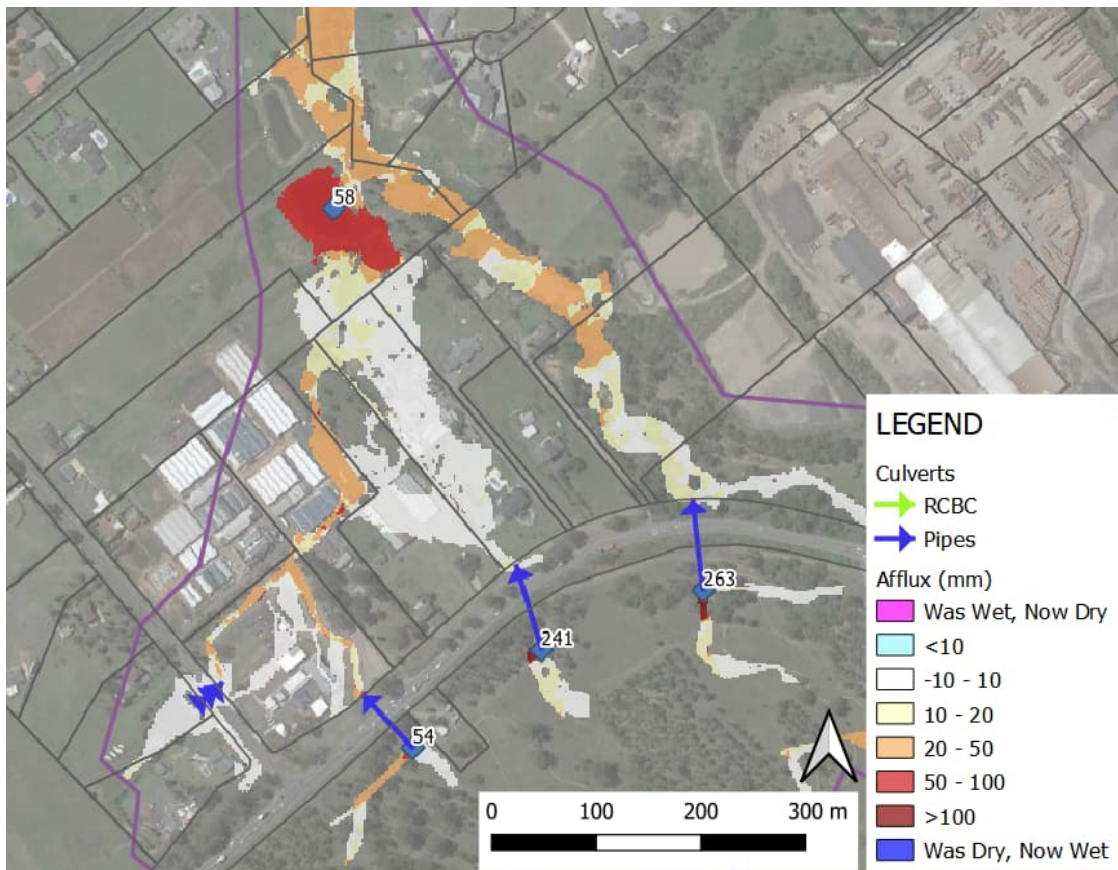 58
263
241
54
0 100 200 300 m
LEGEND
Culverts
RCBC
Pipes
Afflux (mm)
Was Wet, Now Dry
<10
-10 - 10
10 - 20
20 - 50
50 - 100
>100
Was Dry, Now Wet